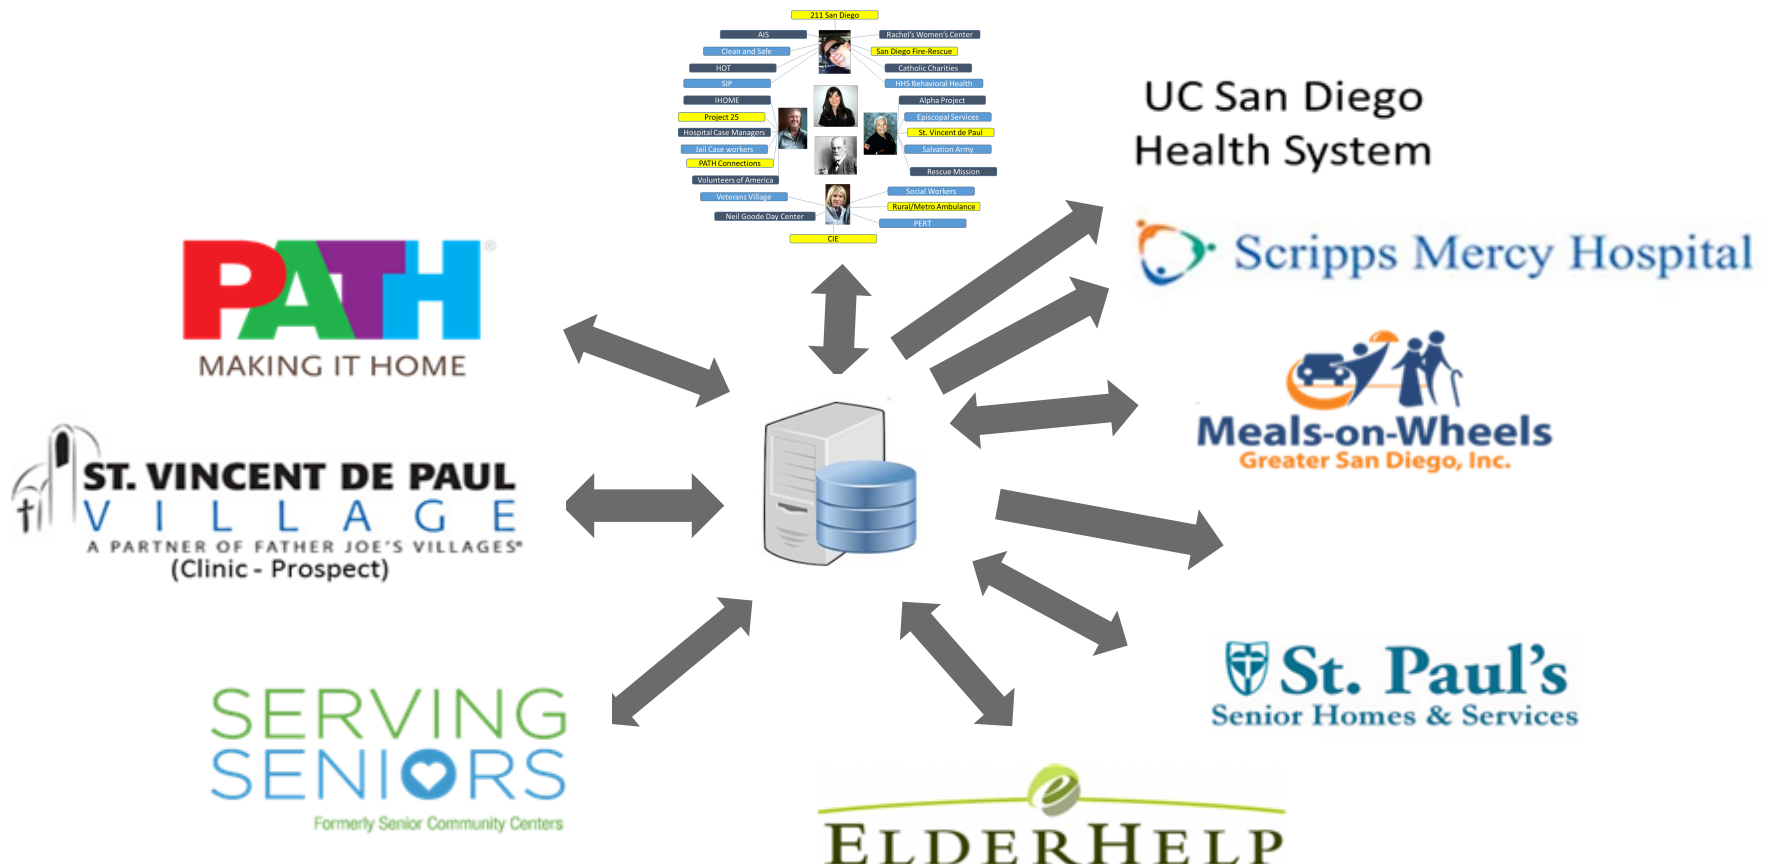 211 San Diego
AIS
Rachel's Women's Center
Clean and Safe
San Diego Fire-Rescue
HOT
Catholic Charities
SIP
HHS Behavioral Health
IHOME
Alpha Project
Project 25
Episcopal Services
Hospital Case Managers
St. Vincent de Paul
Jail Case workers
Salvation Army
PATH Connections
Rescue Mission
Volunteers of America
Social Workers
Veterans Village
Rural/Metro Ambulance
Neil Goode Day Center
PERT
CIE
UC San Diego
Health System
Scripps Mercy Hospital
PATH®
MAKING IT HOME
Meals-on-Wheels
Greater San Diego, Inc.
ST. VINCENT DE PAUL
VILLAGE
A PARTNER OF FATHER JOE'S VILLAGES®
(Clinic - Prospect)
St. Paul's
Senior Homes & Services
SERVING
SENIORS
Formerly Senior Community Centers
ELDERHELP